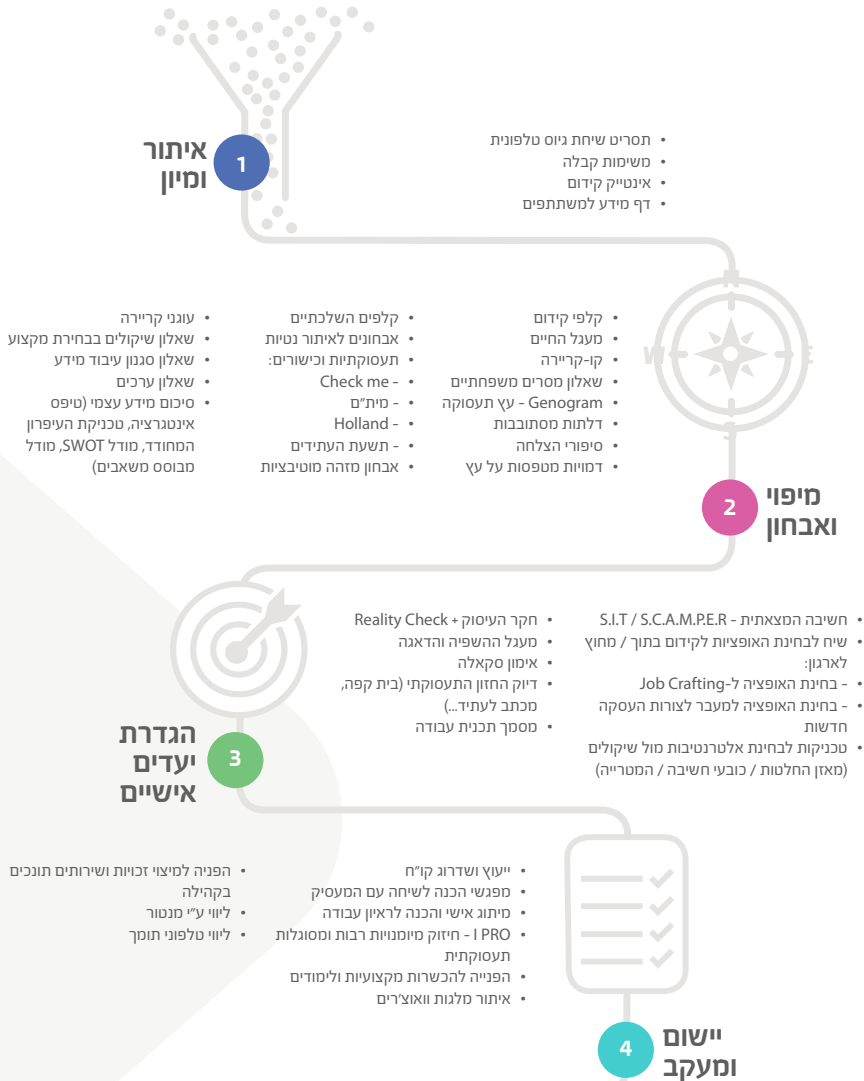 איתור
ומיון
1
• תסריט שיחת גיוס טלפונית
• משימות קבלה
• אינטייק קידום
• דף מידע למשתתפים
N
E
S
W
• קלפי קידום
• מעגל החיים
• קו-קריירה
• שאלון מסרים משפחתיים
• Genogram - עץ תעסוקה
• דלתות מסתובבות
• סיפורי הצלחה
• דמויות מטפסות על עץ
• קלפים השלכתיים
• אבחונים לאיתור נטיות
• תעסוקתיות וכישורים:
• - Check me
• - מית״ם
• - Holland
• - תשעת העתידים
• אבחון מזהה מוטיבציות
• עוגני קריירה
• שאלון שיקולים בבחירת מקצוע
• שאלון סגנון עיבוד מידע
• שאלון ערכים
• סיכום מידע עצמי (טיפס
אינטגרציה, טכניקת העיפרון
המחודד, מודל SWOT, מודל
מבוסס משאבים)
מיפוי
ואבחון
2
• חשיבה המצאתית - S.I.T / S.C.A.M.P.E.R
• שיח לבחינת האופציות לקידום בתוך / מחוץ
לארגון:
• - בחינת האופציה ל-Job Crafting
• - בחינת האופציה למעבר לצורות העסקה
חדשות
• טכניקות לבחינת אלטרנטיבות מול שיקולים
(מאזן החלטות / כובעי חשיבה / המטרייה)
• חקר העיסוק + Reality Check
• מעגל ההשפיה והדאגה
• אימון סקאלה
• דיוק החזון התעסוקתי (בית קפה,
מכתב לעתיד...)
• מסמך תכנית עבודה
הגדרת
יעדים
אישיים
3
• ייעוץ ושדרוג קו״ח
• מפגשי הכנה לשיחה עם המעסיק
• מיתוג אישי והכנה לראיון עבודה
• I PRO - חיזוק מיומנויות רבות ומסוגלות
תעסוקתית
• הפנייה להכשרות מקצועיות ולימודים
• איתור מלגות וואוצ׳רים
• הפניה למיצוי זכויות ושירותים תונכים
בקהילה
• ליווי ע״י מנטור
• ליווי טלפוני תומך
יישום
ומעקב
4